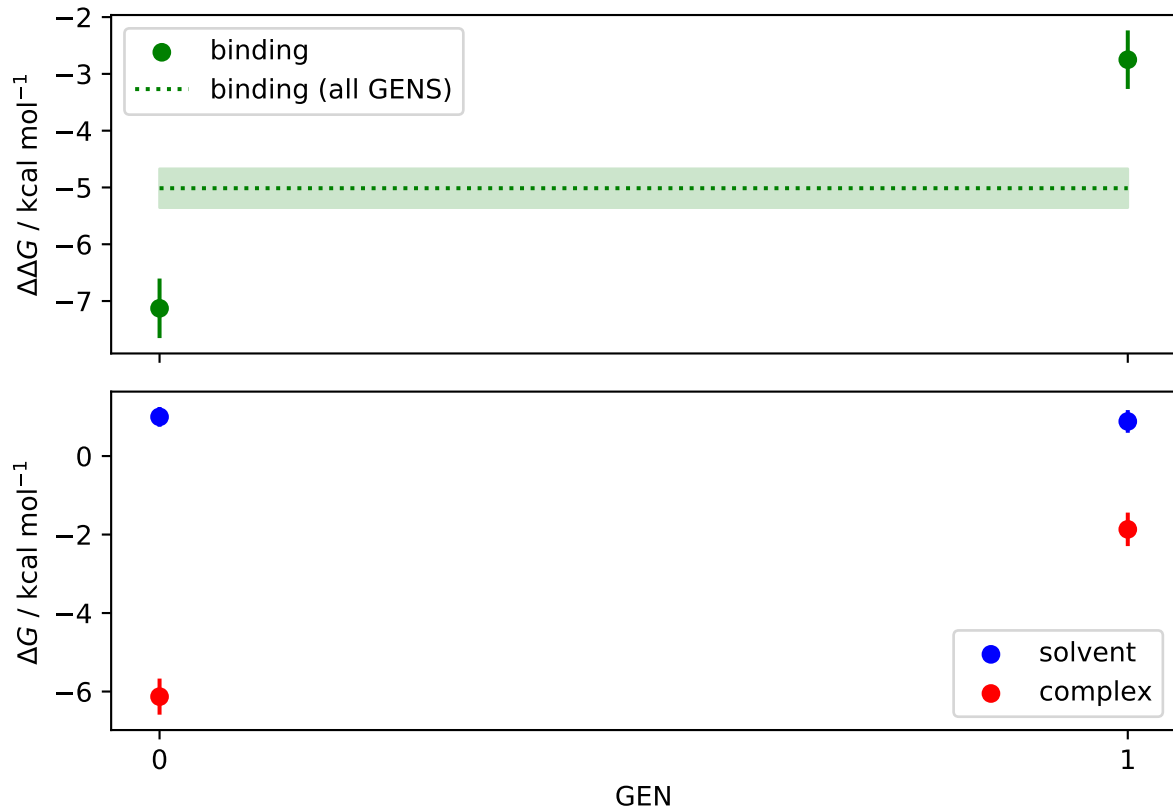 −2
−3
−4
−5
−6
−7
ΔΔG / kcal mol⁻¹
binding
binding (all GENS)
0
−2
−4
−6
ΔG / kcal mol⁻¹
solvent
complex
0
1
GEN